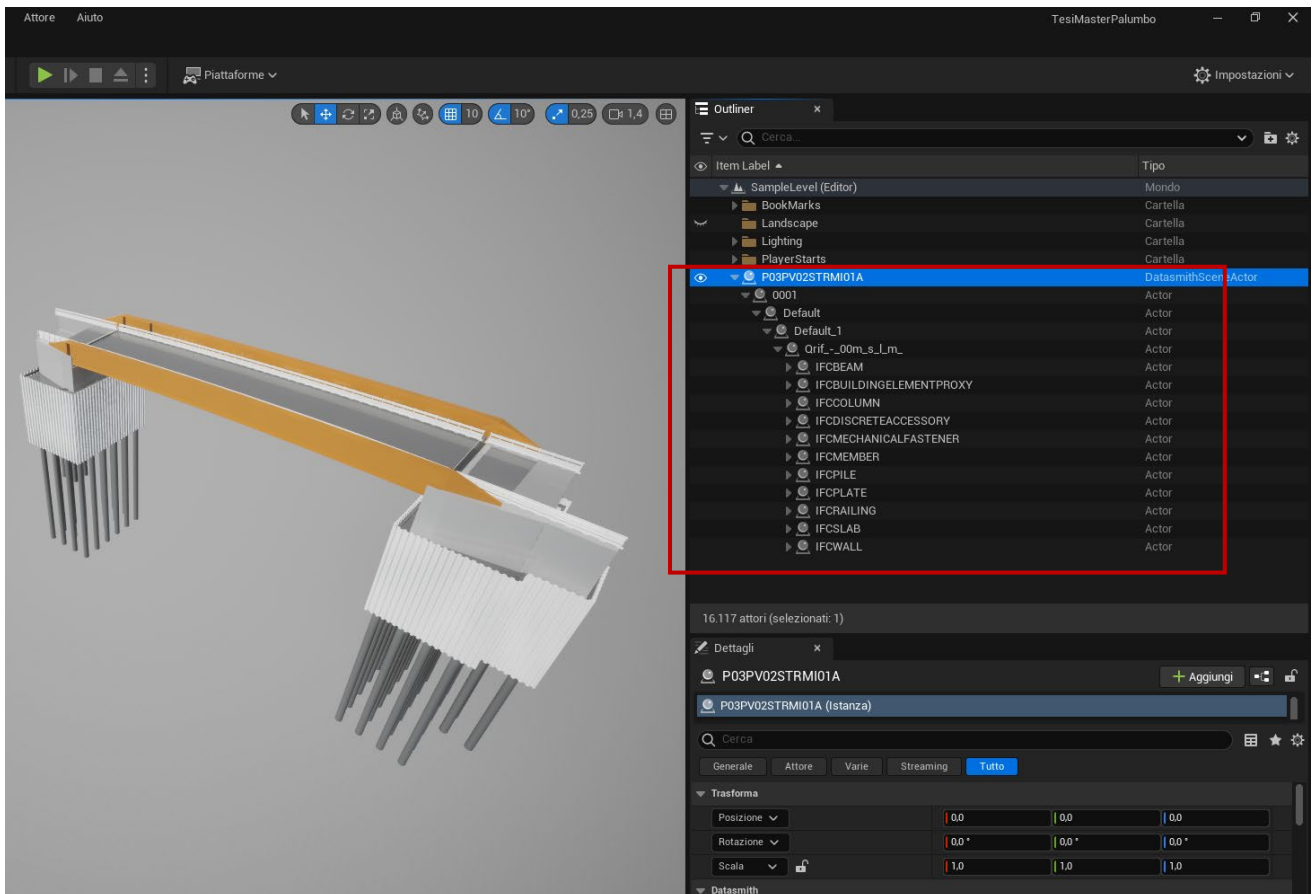 Attore Aiuto TesiMasterPalumbo
Piattaforme Impostazioni
10 10° 0,25 1,4
Outliner
Cerca...
Item Label Tipo
SampleLevel (Editor) Mondo
BookMarks Cartella
Landscape Cartella
Lighting Cartella
PlayerStarts Cartella
P03PV02STRMI01A DatasmithSceneActor
0001 Actor
Default Actor
Default_1 Actor
Qrif_-_00m_s_l_m_ Actor
IFCBEAM Actor
IFCBUILDINGELEMENTPROXY Actor
IFCCOLUMN Actor
IFCDISCRETEACCESSORY Actor
IFCMECHANICALFASTENER Actor
IFCMEMBER Actor
IFCPILE Actor
IFCPLATE Actor
IFCRAILING Actor
IFCSLAB Actor
IFCWALL Actor
16.117 attori (selezionati: 1)
Dettagli
P03PV02STRMI01A Aggiungi
P03PV02STRMI01A (Istanza)
Cerca
Generale Attore Varie Streaming Tutto
Trasforma
Posizione 0,0 0,0 0,0
Rotazione 0,0 ° 0,0 ° 0,0 °
Scala 1,0 1,0 1,0
Datasmith